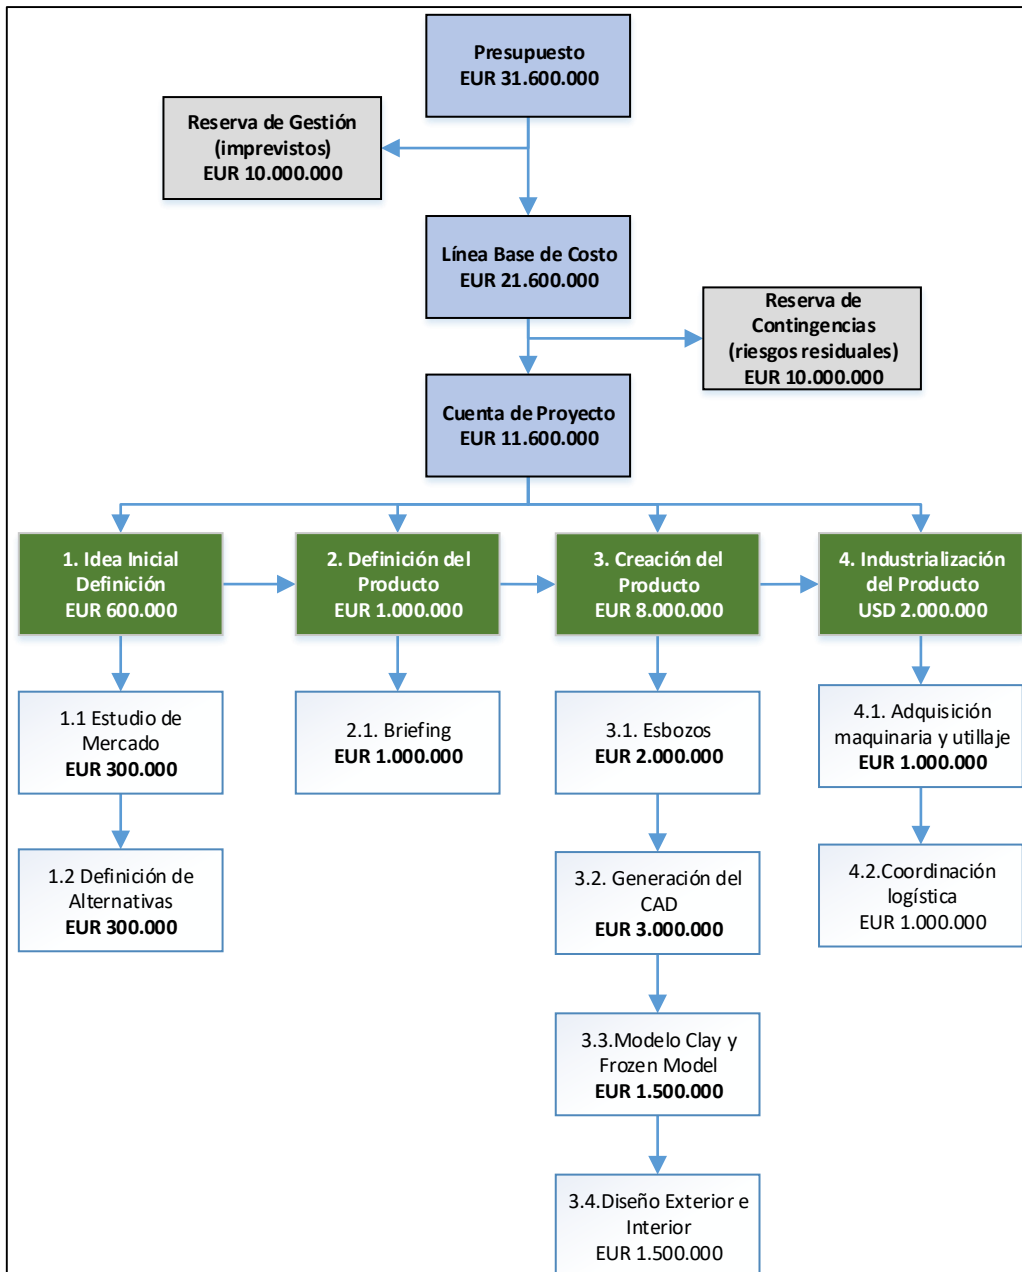 Presupuesto
EUR 31.600.000
Reserva de Gestión
(imprevistos)
EUR 10.000.000
Línea Base de Costo
EUR 21.600.000
Reserva de
Contingencias
(riesgos residuales)
EUR 10.000.000
Cuenta de Proyecto
EUR 11.600.000
1. Idea Inicial
Definición
EUR 600.000
2. Definición del
Producto
EUR 1.000.000
3. Creación del
Producto
EUR 8.000.000
4. Industrialización
del Producto
USD 2.000.000
1.1 Estudio de
Mercado
EUR 300.000
2.1. Briefing
EUR 1.000.000
3.1. Esbozos
EUR 2.000.000
4.1. Adquisición
maquinaria y utillaje
EUR 1.000.000
1.2 Definición de
Alternativas
EUR 300.000
3.2. Generación del
CAD
EUR 3.000.000
4.2.Coordinación
logística
EUR 1.000.000
3.3.Modelo Clay y
Frozen Model
EUR 1.500.000
3.4.Diseño Exterior e
Interior
EUR 1.500.000